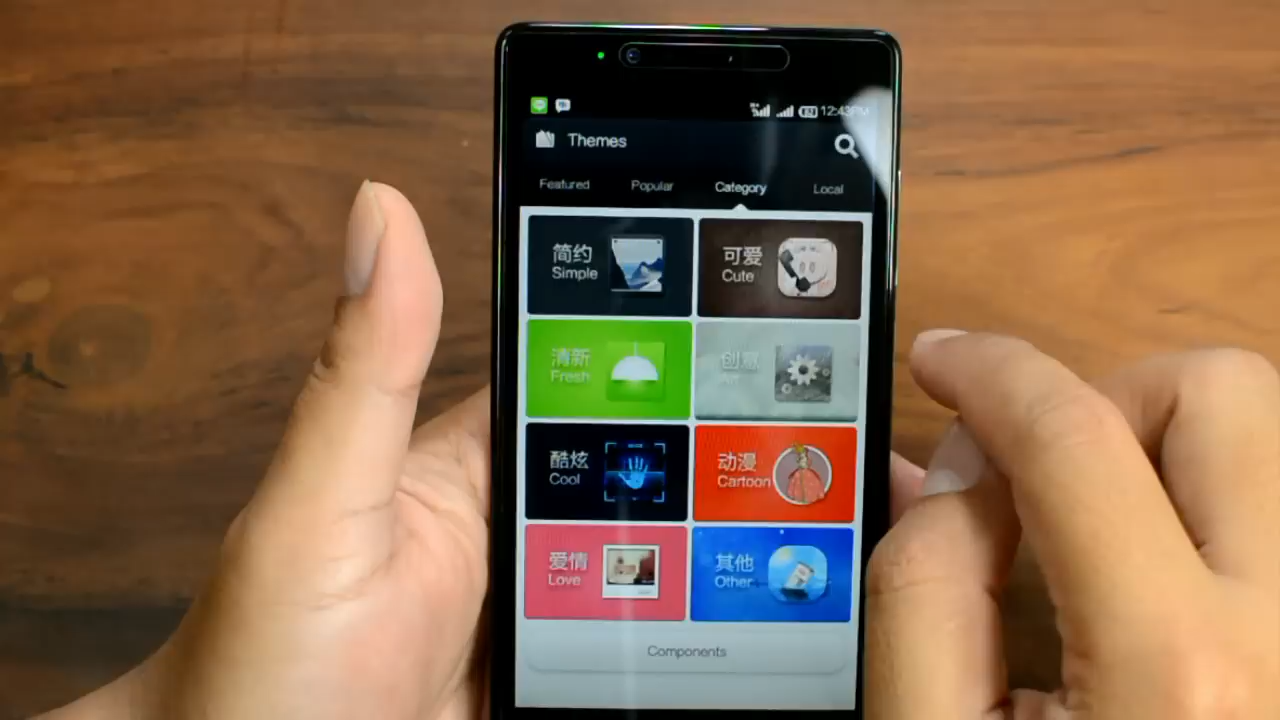 12:43PM
Themes
Featured Popular Category Local
简约
Simple
可爱
Cute
清新
Fresh
创意
酷炫
Cool
动漫
Cartoon
爱情
Love
其他
Other
Components